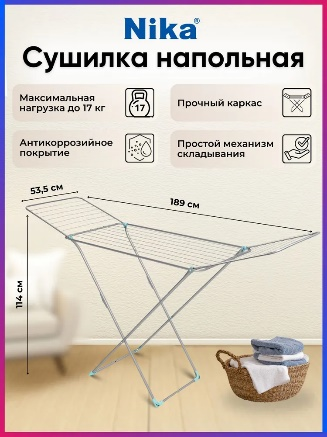 Nika®
Сушилка напольная
Максимальная
нагрузка до 17 кг
17
Прочный каркас
Антикоррозийное
покрытие
Простой механизм
складывания
53,5 см
189 см
114 см